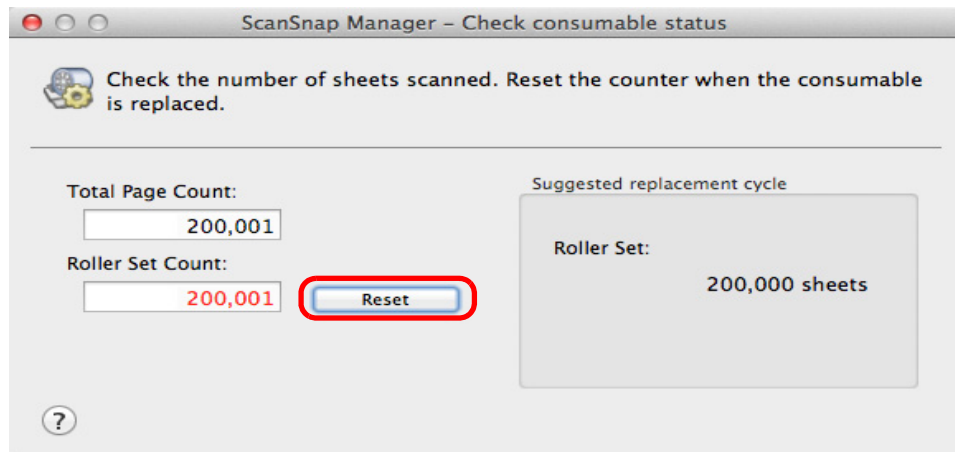 ScanSnap Manager – Check consumable status
Check the number of sheets scanned. Reset the counter when the consumable
is replaced.
Total Page Count:
200,001
Roller Set Count:
200,001
Reset
Suggested replacement cycle
Roller Set:
200,000 sheets
?